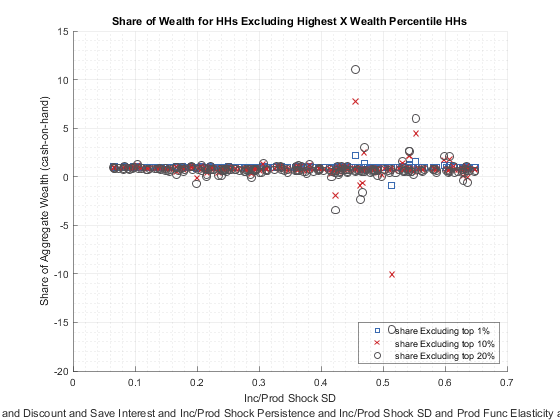 Share of Wealth for HHs Excluding Highest X Wealth Percentile HHs
Share of Aggregate Wealth (cash-on-hand)
15
10
5
0
-5
-10
-15
-20
0
0.1
0.2
0.3
0.4
0.5
0.6
0.7
share Excluding top 1%
share Excluding top 10%
share Excluding top 20%
Inc/Prod Shock SD
and Discount and Save Interest and Inc/Prod Shock Persistence and Inc/Prod Shock SD and Prod Func Elasticity